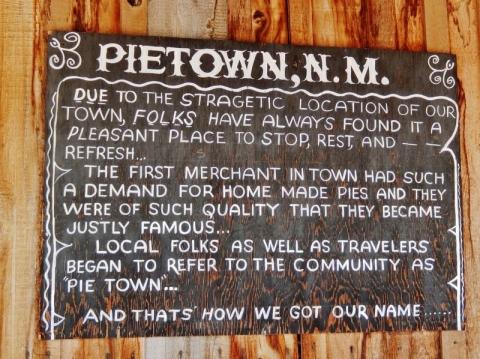 PIETOWN, N.M.
DUE TO THE STRAGETIC LOCATION OF OUR
TOWN, FOLKS HAVE ALWAYS FOUND IT A
PLEASANT PLACE TO STOP, REST, AND — —
REFRESH...
THE FIRST MERCHANT IN TOWN HAD SUCH
A DEMAND FOR HOME MADE PIES AND THEY
WERE OF SUCH QUALITY THAT THEY BECAME
JUSTLY FAMOUS...
LOCAL FOLKS AS WELL AS TRAVELERS
BEGAN TO REFER TO THE COMMUNITY AS
"PIE TOWN"...
AND THATS' HOW WE GOT OUR NAME......